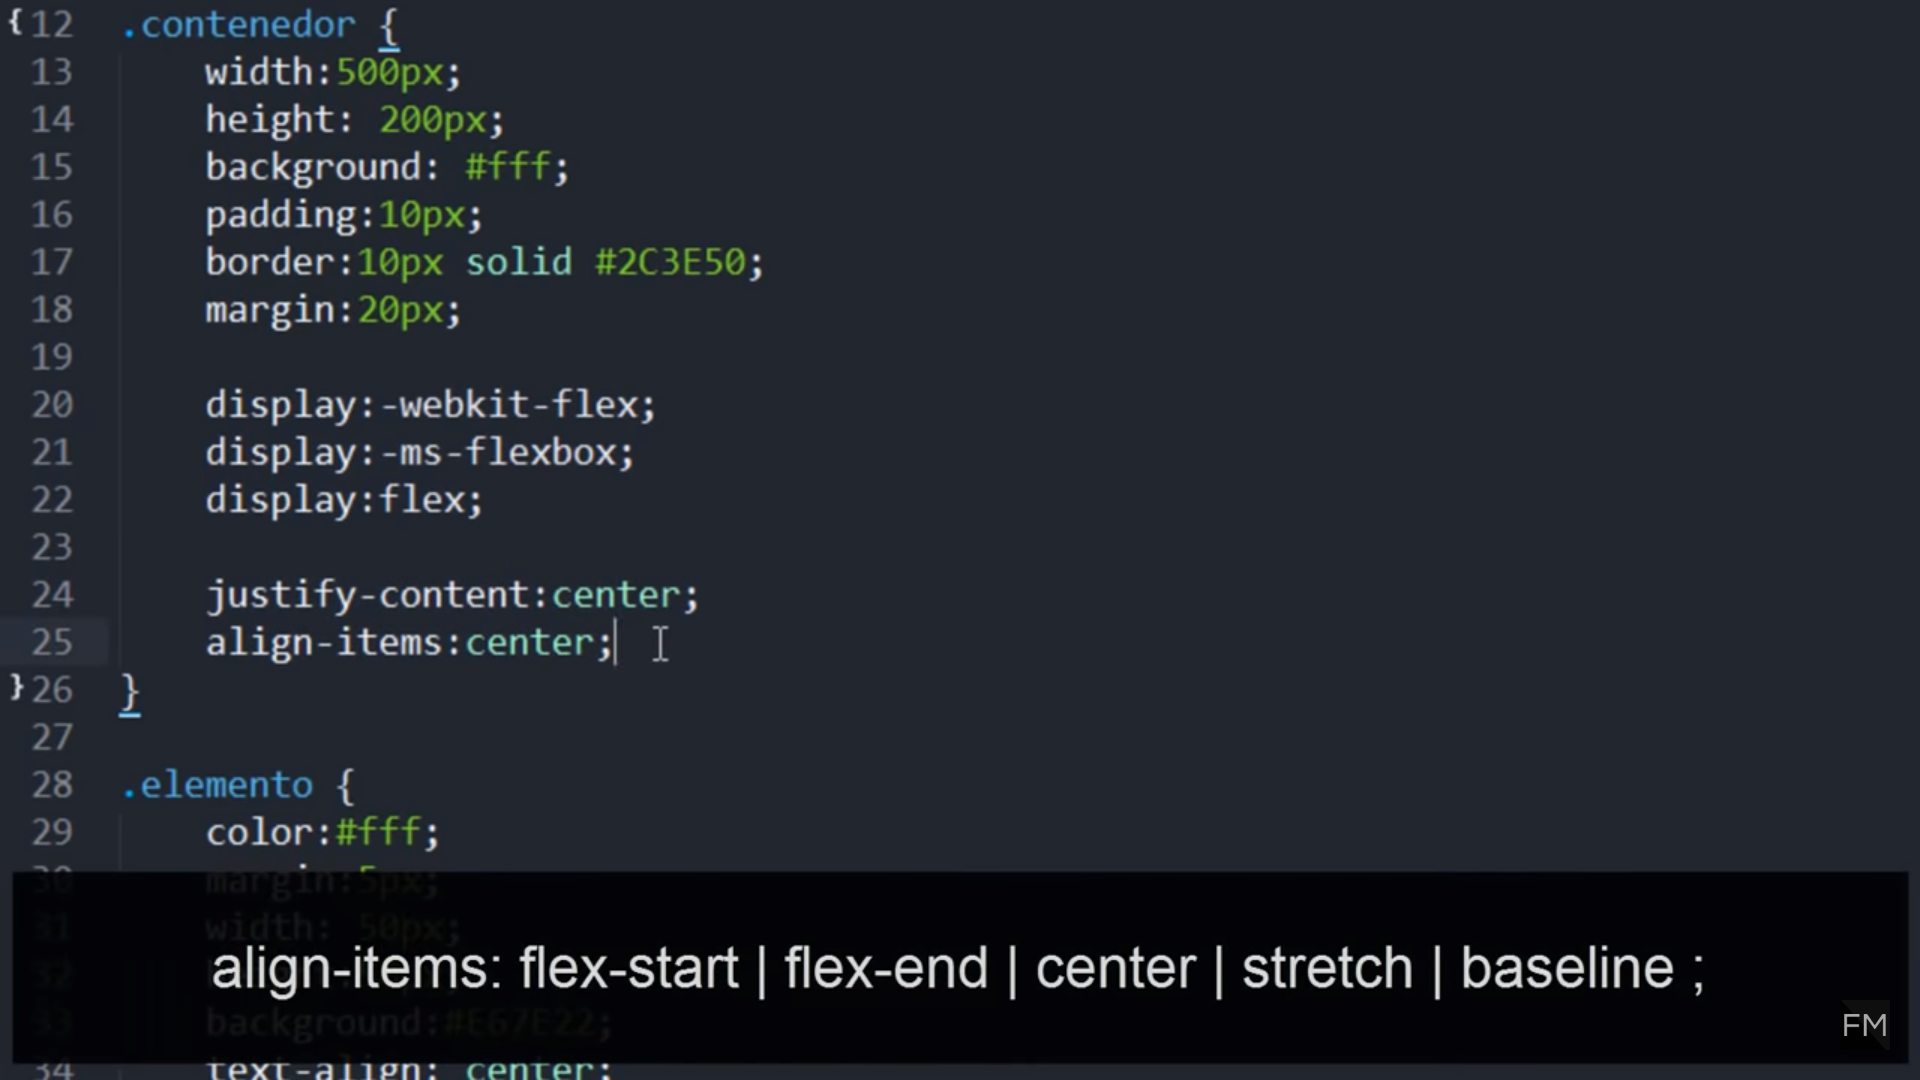 {12 .contenedor {
13 width:500px;
14 height: 200px;
15 background: #fff;
16 padding:10px;
17 border:10px solid #2C3E50;
18 margin:20px;
19
20 display:-webkit-flex;
21 display:-ms-flexbox;
22 display:flex;
23
24 justify-content:center;
25 align-items:center;
}26 }
27
28 .elemento {
29 color:#fff;
30 margin:5px;
31 width: 50px;
32
align-items: flex-start | flex-end | center | stretch | baseline ;
33 background:#E67E22;
FM
34 text-align: center;